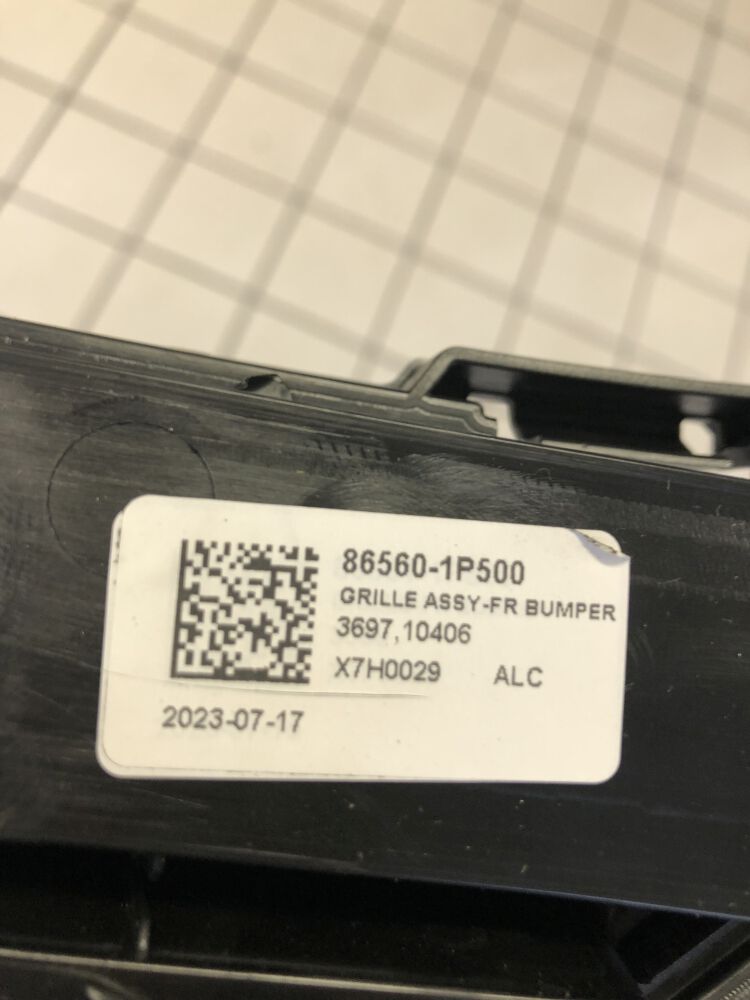 86560-1P500
GRILLE ASSY-FR BUMPER
3697,10406
X7H0029 ALC
2023-07-17